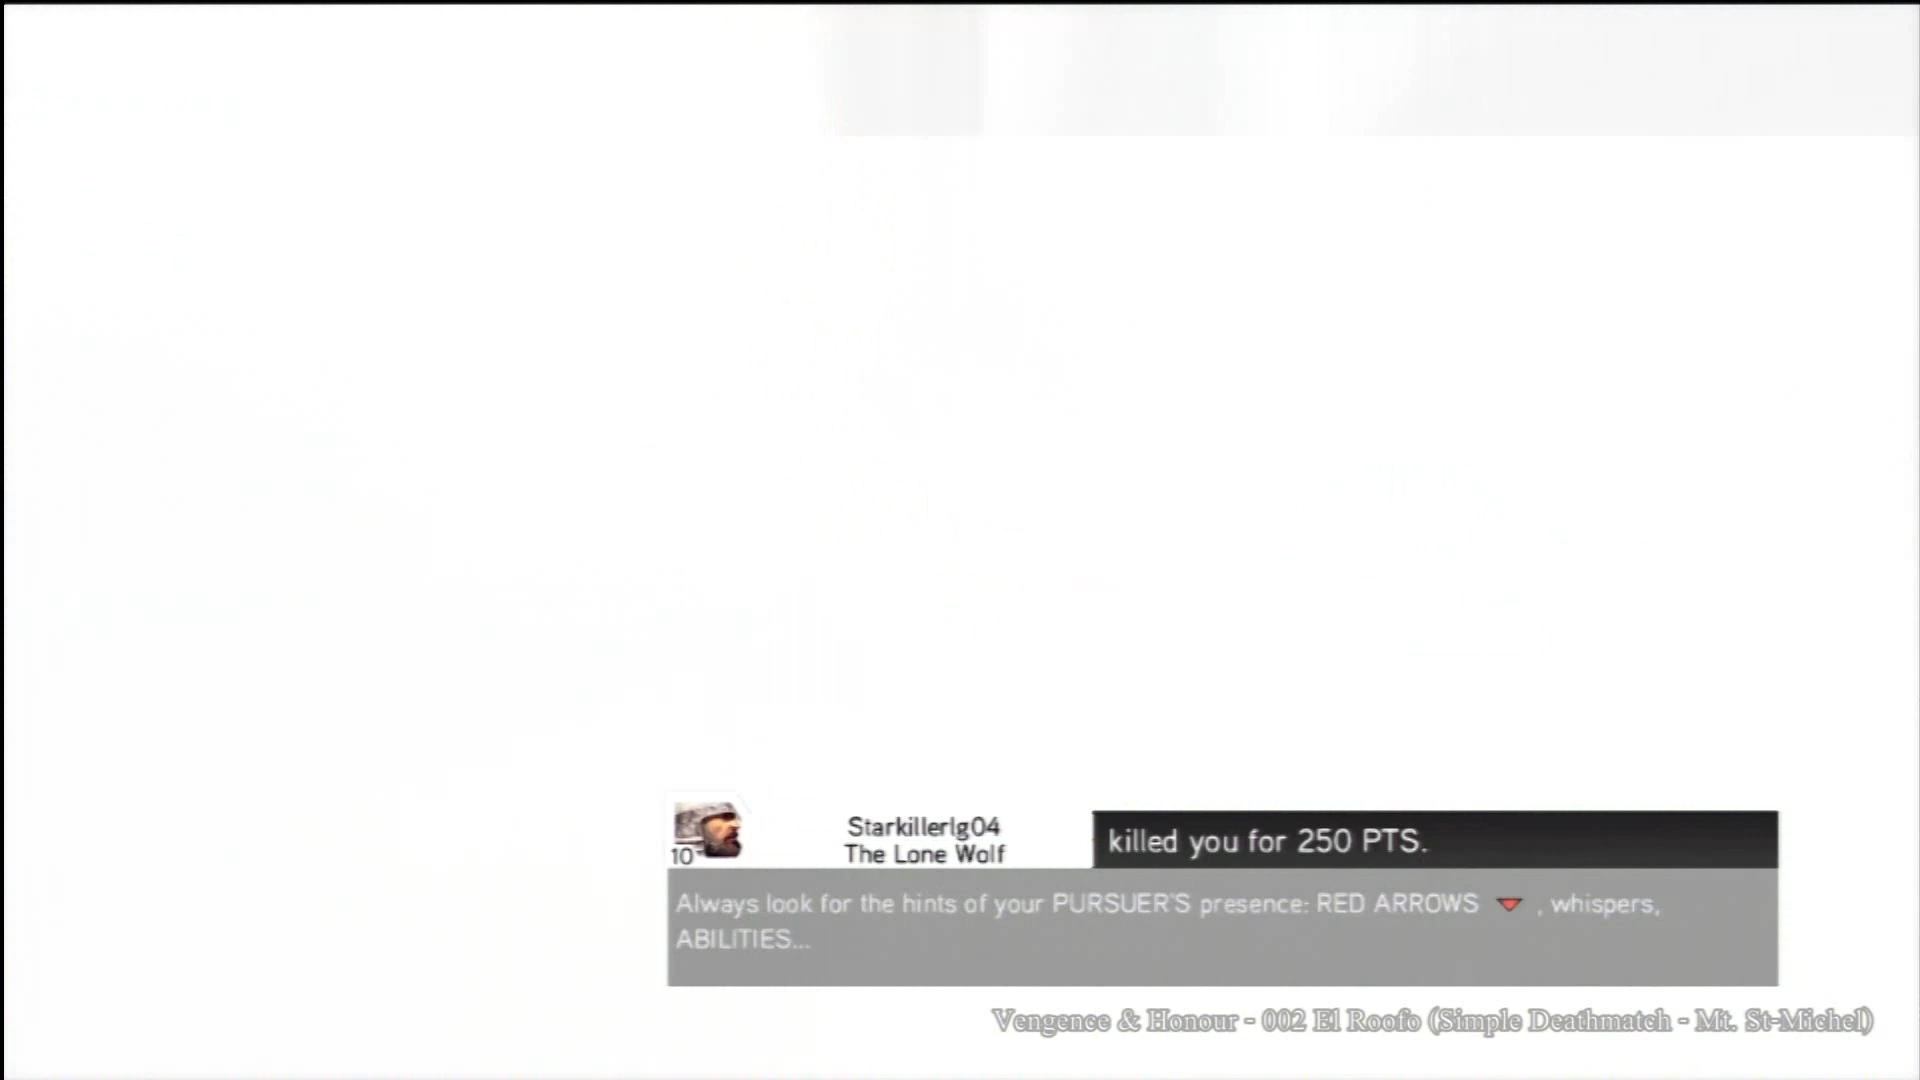 Starkillerlg04
The Lone Wolf
10
killed you for 250 PTS.
Always look for the hints of your PURSUER'S presence: RED ARROWS , whispers,
ABILITIES...
Vengence & Honour - 002 El Roofo (Simple Deathmatch - Mt. St-Michel)